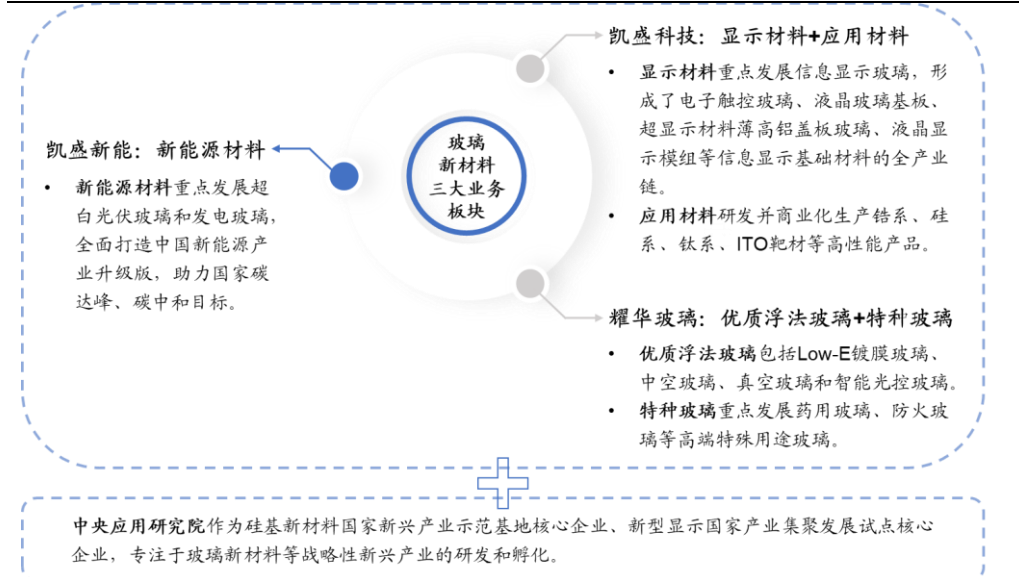 凯盛新能：新能源材料
• 新能源材料重点发展超
白光伏玻璃和发电玻璃，
全面打造中国新能源产
业升级版，助力国家碳
达峰、碳中和目标。
玻璃
新材料
三大业务
板块
凯盛科技：显示材料+应用材料
• 显示材料重点发展信息显示玻璃，形
成了电子触控玻璃、液晶玻璃基板、
超显示材料薄高铝盖板玻璃、液晶显
示模组等信息显示基础材料的全产业
链。
• 应用材料研发并商业化生产锆系、硅
系、钛系、ITO靶材等高性能产品。
耀华玻璃：优质浮法玻璃+特种玻璃
• 优质浮法玻璃包括Low-E镀膜玻璃、
中空玻璃、真空玻璃和智能光控玻璃。
• 特种玻璃重点发展药用玻璃、防火玻
璃等高端特殊用途玻璃。
中央应用研究院作为硅基新材料国家新兴产业示范基地核心企业、新型显示国家产业集聚发展试点核心
企业，专注于玻璃新材料等战略性新兴产业的研发和孵化。